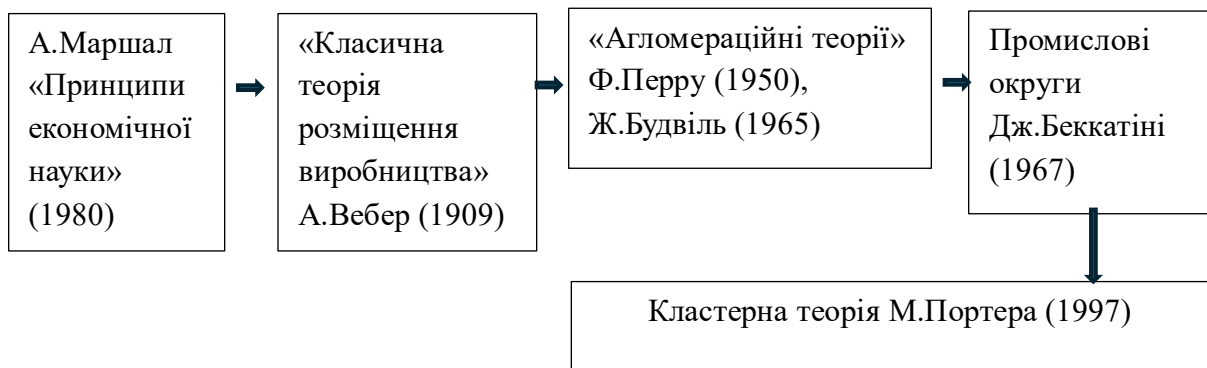 А.Маршал
«Принципи
економічної
науки»
(1980)
«Класична
теорія
розміщення
виробництва»
А.Вебер (1909)
«Агломераційні теорії»
Ф.Перру (1950),
Ж.Будвіль (1965)
Промислові
округи
Дж.Беккатіні
(1967)
Кластерна теорія М.Портера (1997)